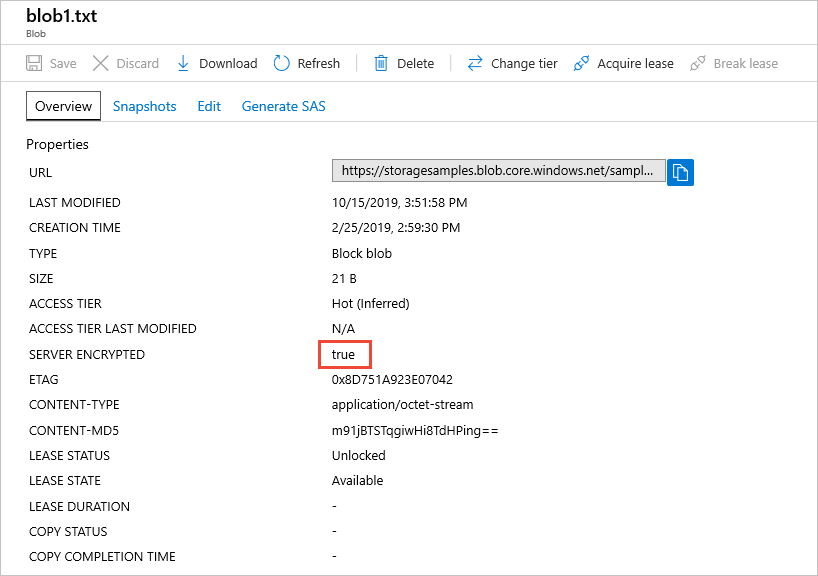 blob1.txt
Blob
Save Discard Download Refresh Delete Change tier Acquire lease Break lease
Overview Snapshots Edit Generate SAS
Properties
URL https://storagesamples.blob.core.windows.net/sampl...
LAST MODIFIED 10/15/2019, 3:51:58 PM
CREATION TIME 2/25/2019, 2:59:30 PM
TYPE Block blob
SIZE 21 B
ACCESS TIER Hot (Inferred)
ACCESS TIER LAST MODIFIED N/A
SERVER ENCRYPTED true
ETAG 0x8D751A923E07042
CONTENT-TYPE application/octet-stream
CONTENT-MD5 m91jBTSTqgiwHi8TdHPing==
LEASE STATUS Unlocked
LEASE STATE Available
LEASE DURATION -
COPY STATUS -
COPY COMPLETION TIME -